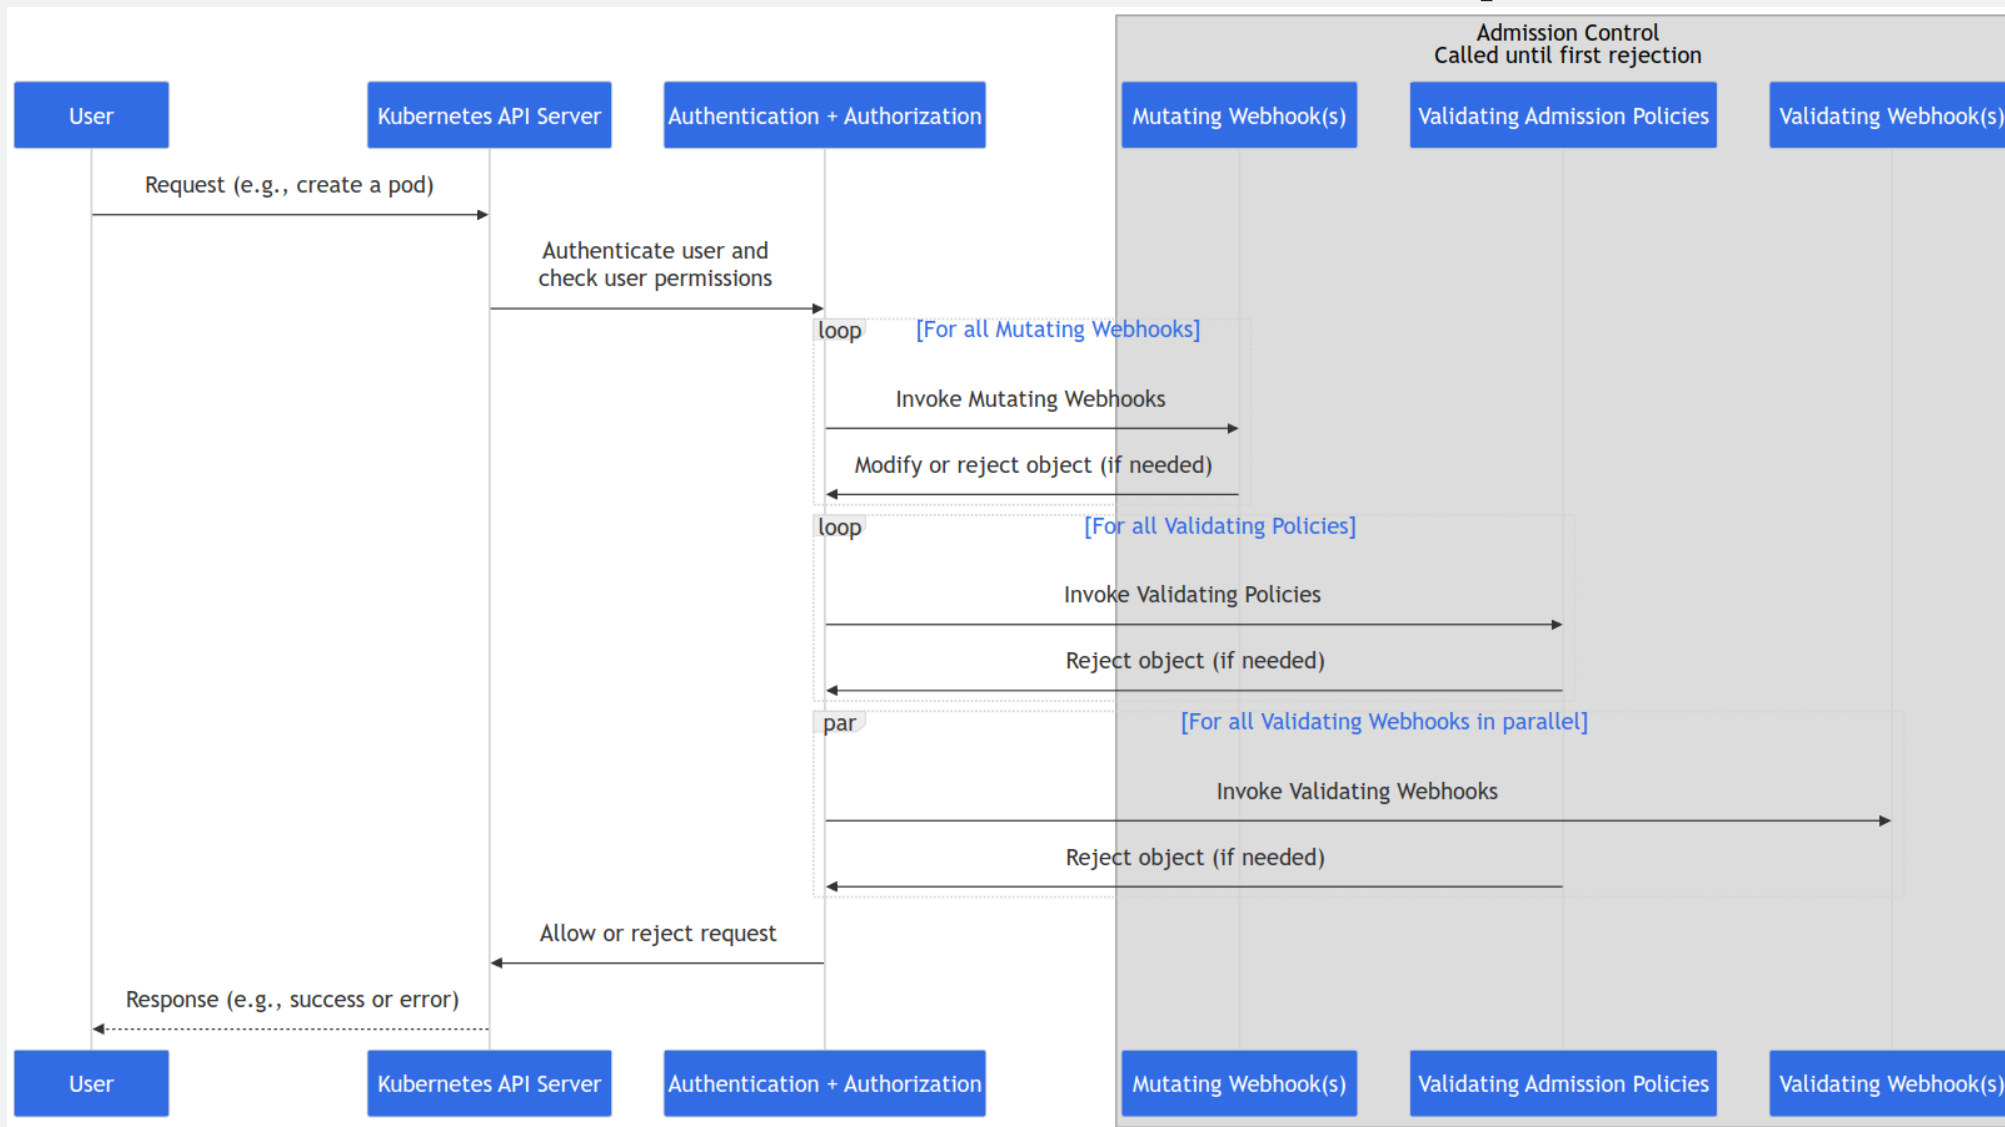 Admission Control
Called until first rejection
User
Kubernetes API Server
Authentication + Authorization
Mutating Webhook(s)
Validating Admission Policies
Validating Webhook(s)
Request (e.g., create a pod)
Authenticate user and
check user permissions
loop
[For all Mutating Webhooks]
Invoke Mutating Webhooks
Modify or reject object (if needed)
loop
[For all Validating Policies]
Invoke Validating Policies
Reject object (if needed)
par
[For all Validating Webhooks in parallel]
Invoke Validating Webhooks
Reject object (if needed)
Allow or reject request
Response (e.g., success or error)
User
Kubernetes API Server
Authentication + Authorization
Mutating Webhook(s)
Validating Admission Policies
Validating Webhook(s)